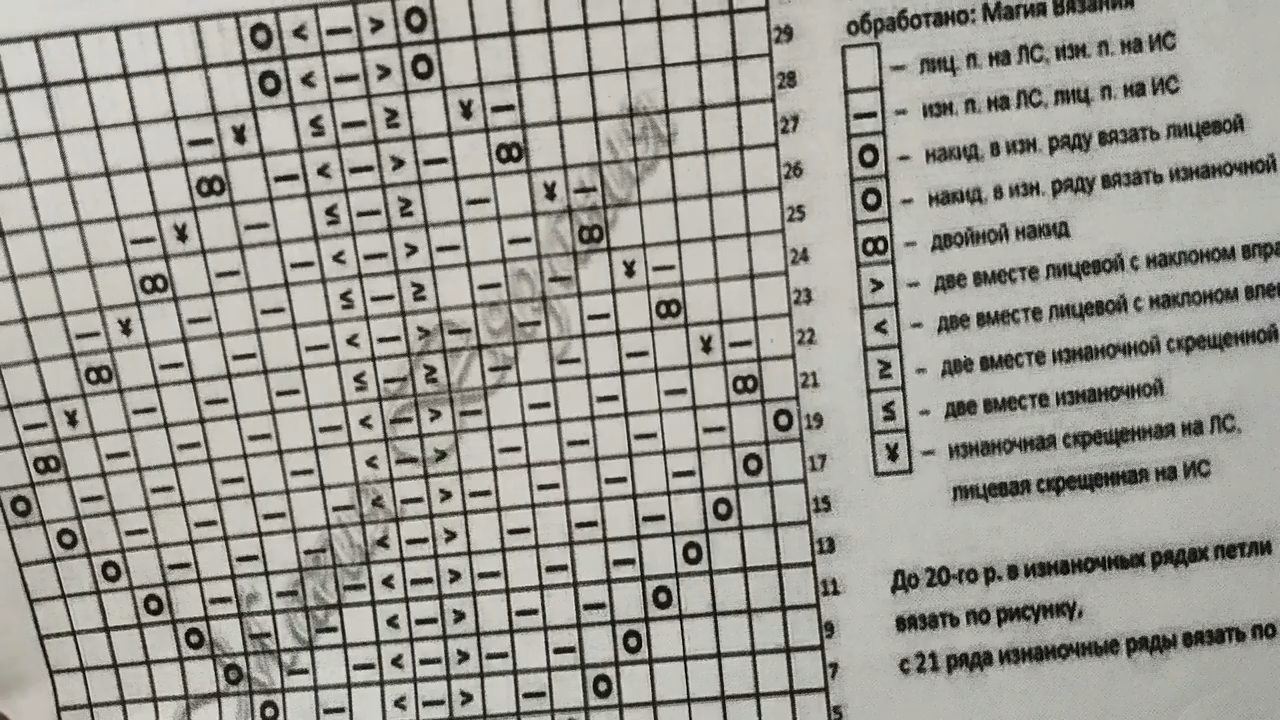 обработано: Магия Вязания
– лиц. п. на ЛС, изн. п. на ИС
– изн. п. на ЛС, лиц. п. на ИС
– накид, в изн. ряду вязать лицевой
– накид, в изн. ряду вязать изнаночной
– двойной накид
– две вместе лицевой с наклоном
– две вместе лицевой с наклоном
– две вместе изнаночной скрещенной
– две вместе изнаночной
– изнаночная скрещенная на ЛС,
лицевая скрещенная на ИС
До 20-го р. в изнаночных рядах петли
вязать по рисунку,
с 21 ряда изнаночные ряды вязать по
29
28
27
26
25
24
23
22
21
19
17
15
13
11
9
7
5